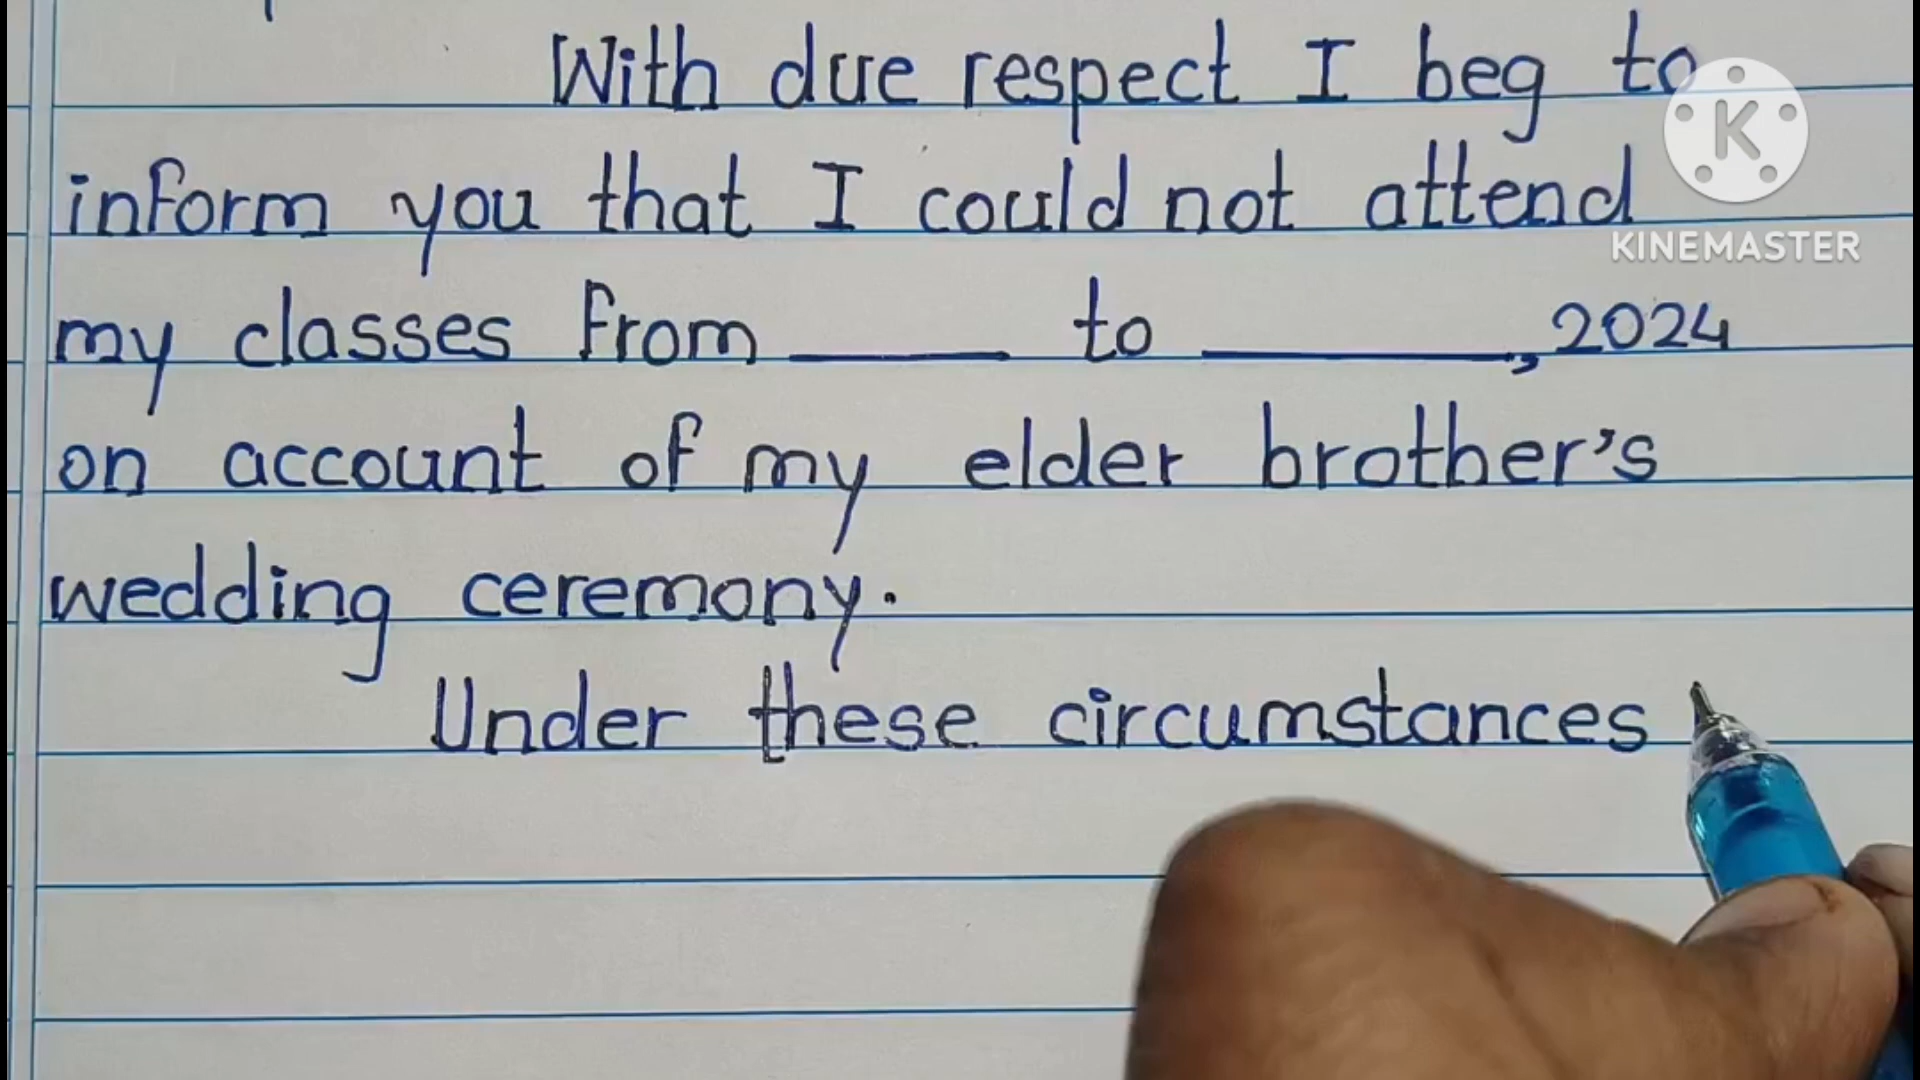 With due respect I beg to
inform you that I could not attend
my classes from ______ to ________, 2024
on account of my elder brother's
wedding ceremony.
Under these circumstances
K
KINEMASTER